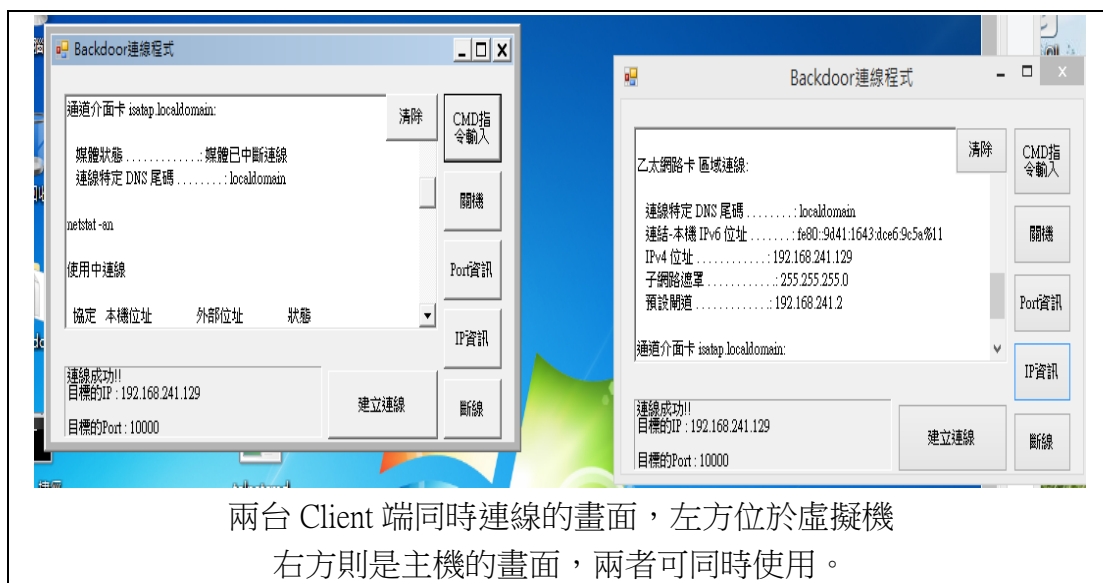 Backdoor連線程式
通道介面卡 isatap.localdomain:
媒體狀態 . . . . . . . . . . . . .: 媒體已中斷連線
連線特定 DNS 尾碼 . . . . . . . . : localdomain
netstat -an
使用中連線
協定 本機位址 外部位址 狀態
清除
CMD指
令輸入
關機
Port資訊
IP資訊
斷線
連線成功!!
目標的IP : 192.168.241.129
目標的Port : 10000
建立連線
Backdoor連線程式
乙太網路卡 區域連線:
連線特定 DNS 尾碼 . . . . . . . . : localdomain
連結-本機 IPv6 位址 . . . . . . . : fe80::9d41:1643:dce6:9c5a%11
IPv4 位址 . . . . . . . . . . . . : 192.168.241.129
子網路遮罩 . . . . . . . . . . . .: 255.255.255.0
預設閘道 . . . . . . . . . . . . .: 192.168.241.2
通道介面卡 isatap.localdomain:
清除
CMD指
令輸入
關機
Port資訊
IP資訊
斷線
連線成功!!
目標的IP : 192.168.241.129
目標的Port : 10000
建立連線
兩台 Client 端同時連線的畫面，左方位於虛擬機
右方則是主機的畫面，兩者可同時使用。